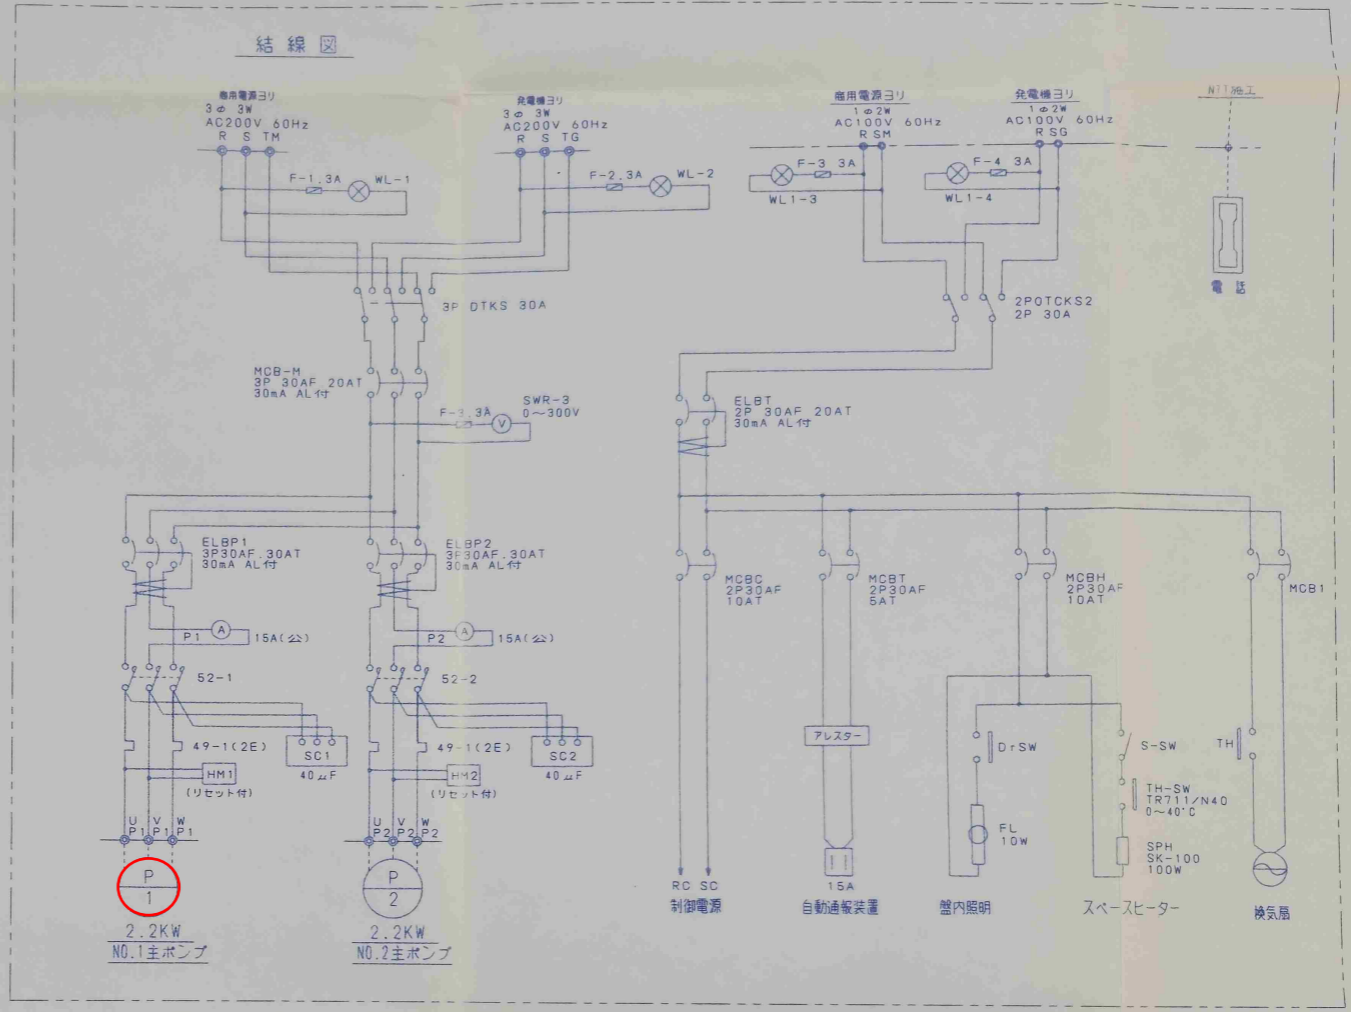 結線図
商用電源ヨリ
3φ 3W
AC200V 60Hz
R S TM
発電機ヨリ
3φ 3W
AC200V 60Hz
R S TG
商用電源ヨリ
1φ2W
AC100V 60Hz
R SM
発電機ヨリ
1φ2W
AC100V 60Hz
R SG
F-1.3A
WL-1
F-2.3A
WL-2
F-3 3A
WL1-3
F-4 3A
WL1-4
電話
3P DTKS 30A
2POTCKS2
2P 30A
MCB-M
3P 30AF 20AT
30mA AL付
F-3.3A
SWR-3
0~300V
V
ELBT
2P 30AF 20AT
30mA AL付
ELBP1
3P30AF.30AT
30mA AL付
ELBP2
3P30AF.30AT
30mA AL付
MCBC
2P30AF
10AT
MCBT
2P30AF
5AT
MCBH
2P30AF
10AT
MCB1
P1
A
15A(公)
P2
A
15A(公)
52-1
52-2
49-1(2E)
SC1
40μF
49-1(2E)
SC2
40μF
HM1
(リセット付)
HM2
(リセット付)
アレスター
DrSW
S-SW
TH
TH-SW
TR711/N40
0~40°C
FL
10W
SPH
SK-100
100W
U V W
P1 P1 P1
U V W
P2 P2 P2
P
1
P
2
2.2KW
NO.1主ポンプ
2.2KW
NO.2主ポンプ
RC SC
制御電源
15A
自動通報装置
盤内照明
スペースヒーター
換気扇